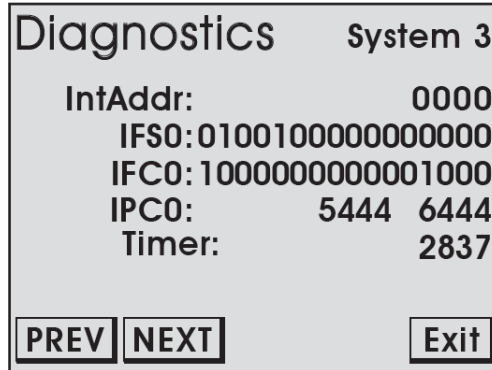 Diagnostics System 3
IntAddr: 0000
IFS0: 0100100000000000
IFC0: 1000000000001000
IPC0: 5444 6444
Timer: 2837
PREV NEXT Exit